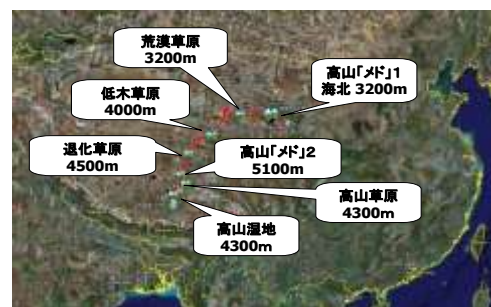 荒漠草原
3200m
高山「メド」1
海北 3200m
低木草原
4000m
退化草原
4500m
高山「メド」2
5100m
高山草原
4300m
高山湿地
4300m